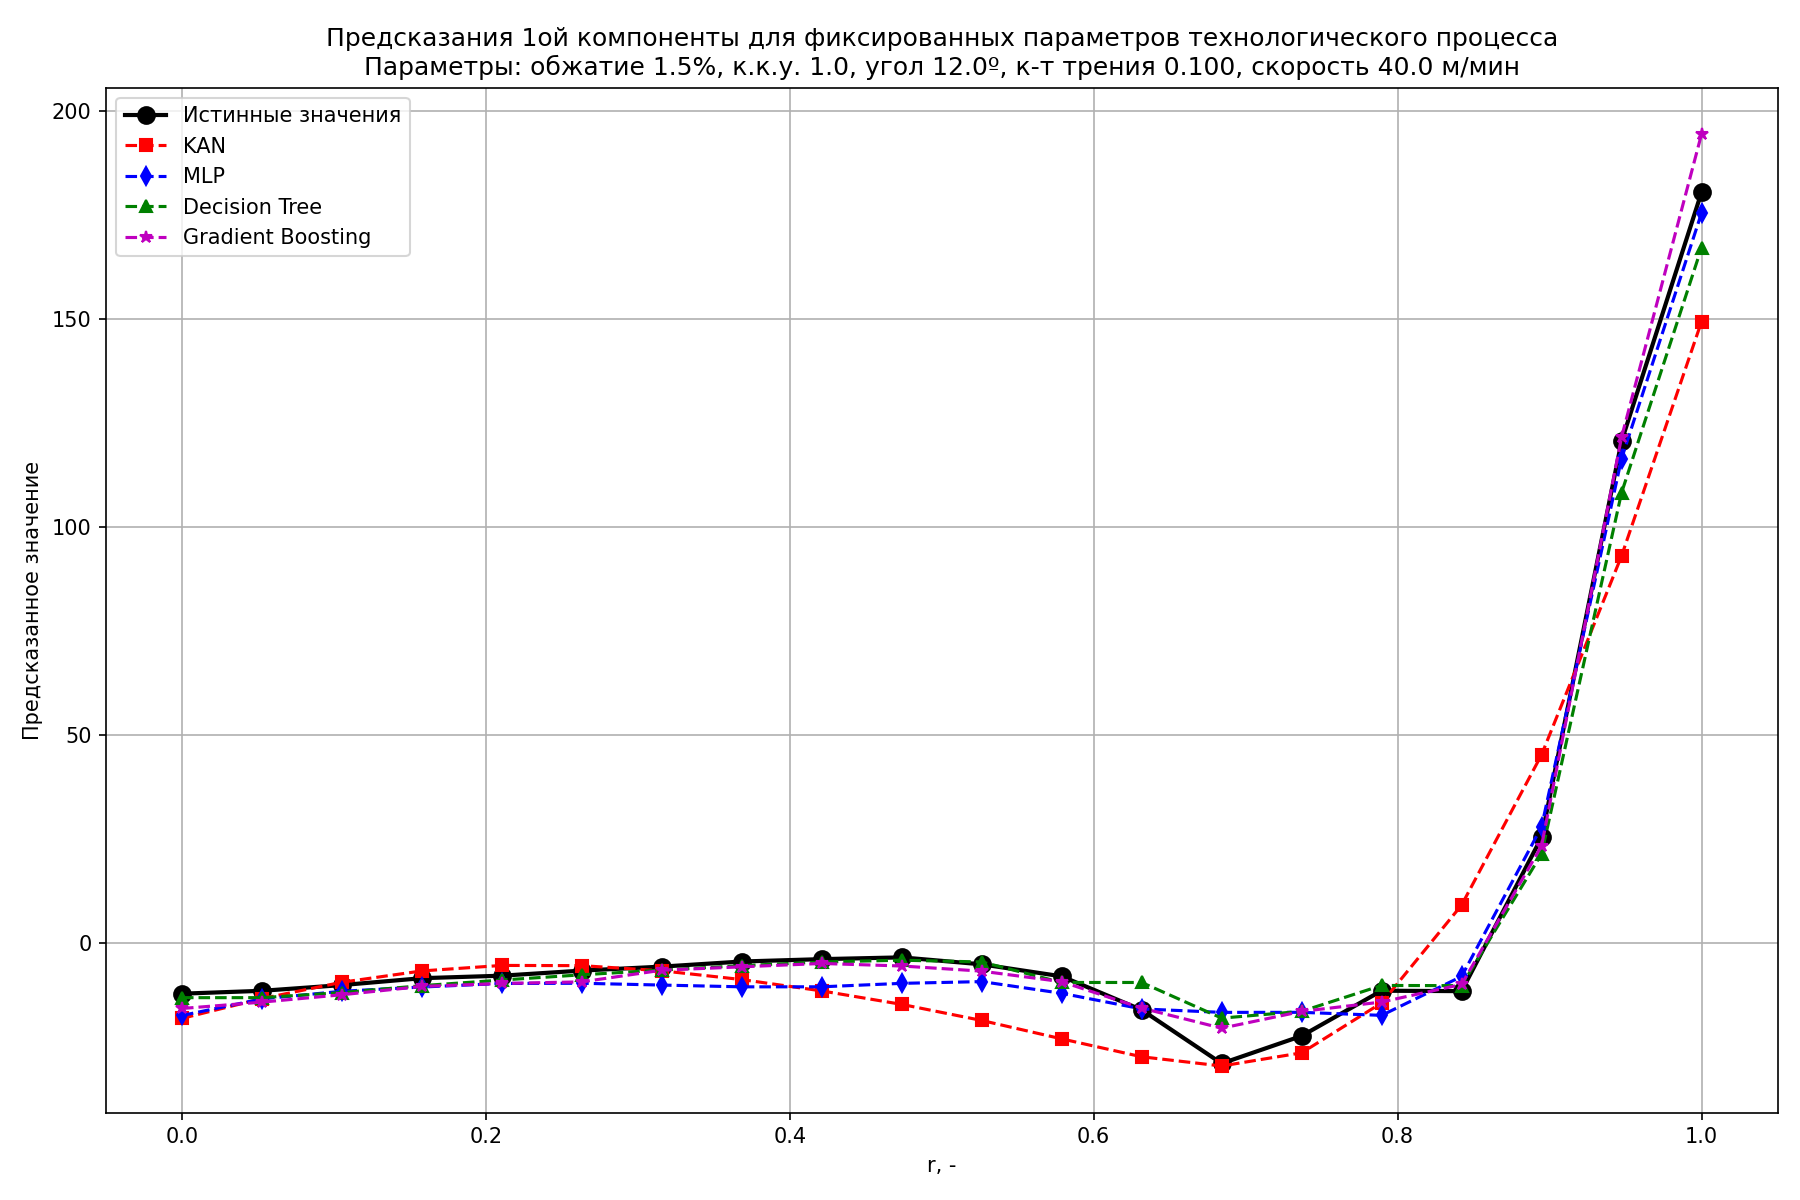 Предсказания 1ой компоненты для фиксированных параметров технологического процесса
Параметры: обжатие 1.5%, к.к.у. 1.0, угол 12.0º, к-т трения 0.100, скорость 40.0 м/мин
Истинные значения
KAN
MLP
Decision Tree
Gradient Boosting
Предсказанное значение
200
150
100
50
0
0.0
0.2
0.4
0.6
0.8
1.0
r, -